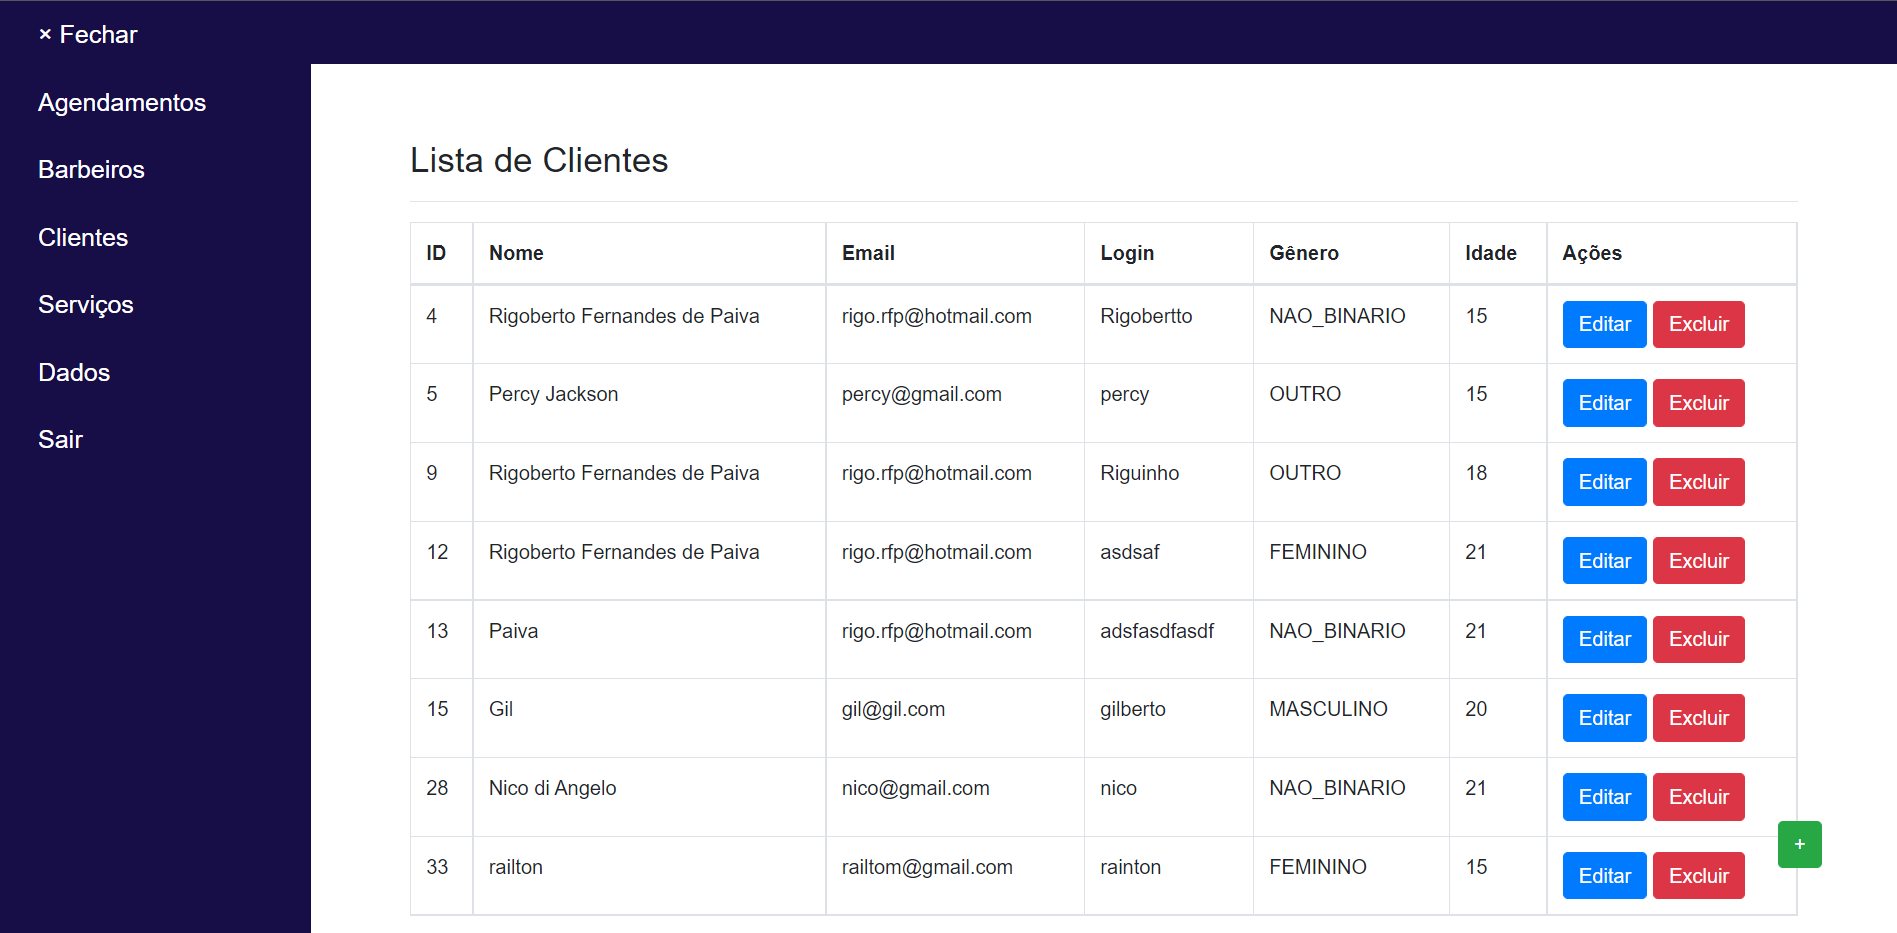 × Fechar
Agendamentos
Barbeiros
Clientes
Serviços
Dados
Sair
Lista de Clientes
ID Nome Email Login Gênero Idade Ações
4 Rigoberto Fernandes de Paiva rigo.rfp@hotmail.com Rigobertto NAO_BINARIO 15 Editar Excluir
5 Percy Jackson percy@gmail.com percy OUTRO 15 Editar Excluir
9 Rigoberto Fernandes de Paiva rigo.rfp@hotmail.com Riguinho OUTRO 18 Editar Excluir
12 Rigoberto Fernandes de Paiva rigo.rfp@hotmail.com asdsaf FEMININO 21 Editar Excluir
13 Paiva rigo.rfp@hotmail.com adsfasdfasdf NAO_BINARIO 21 Editar Excluir
15 Gil gil@gil.com gilberto MASCULINO 20 Editar Excluir
28 Nico di Angelo nico@gmail.com nico NAO_BINARIO 21 Editar Excluir
+
33 railton railtom@gmail.com rainton FEMININO 15 Editar Excluir